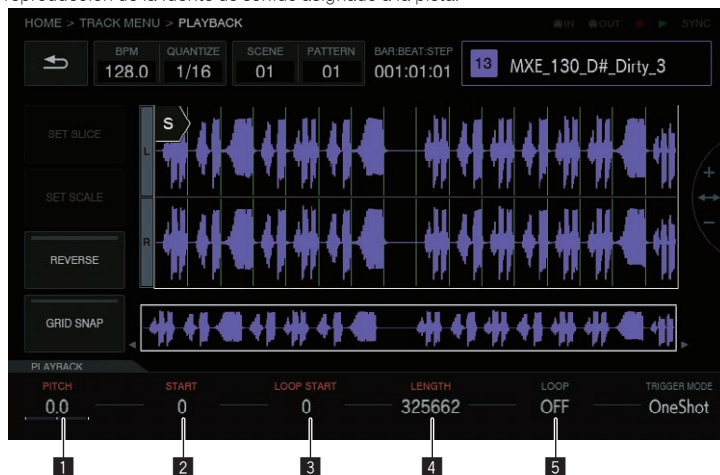 reproducción de la fuente de sonido asignado a la pista.
HOME > TRACK MENU > PLAYBACK
IN OUT SYNC
BPM QUANTIZE SCENE PATTERN BAR:BEAT:STEP
128.0 1/16 01 01 001:01:01 13 MXE_130_D#_Dirty_3
SET SLICE
S
L
SET SCALE
R
REVERSE
GRID SNAP
PLAYBACK
PITCH START LOOP START LENGTH LOOP TRIGGER MODE
0.0 0 0 325662 OFF OneShot
1 2 3 4 5